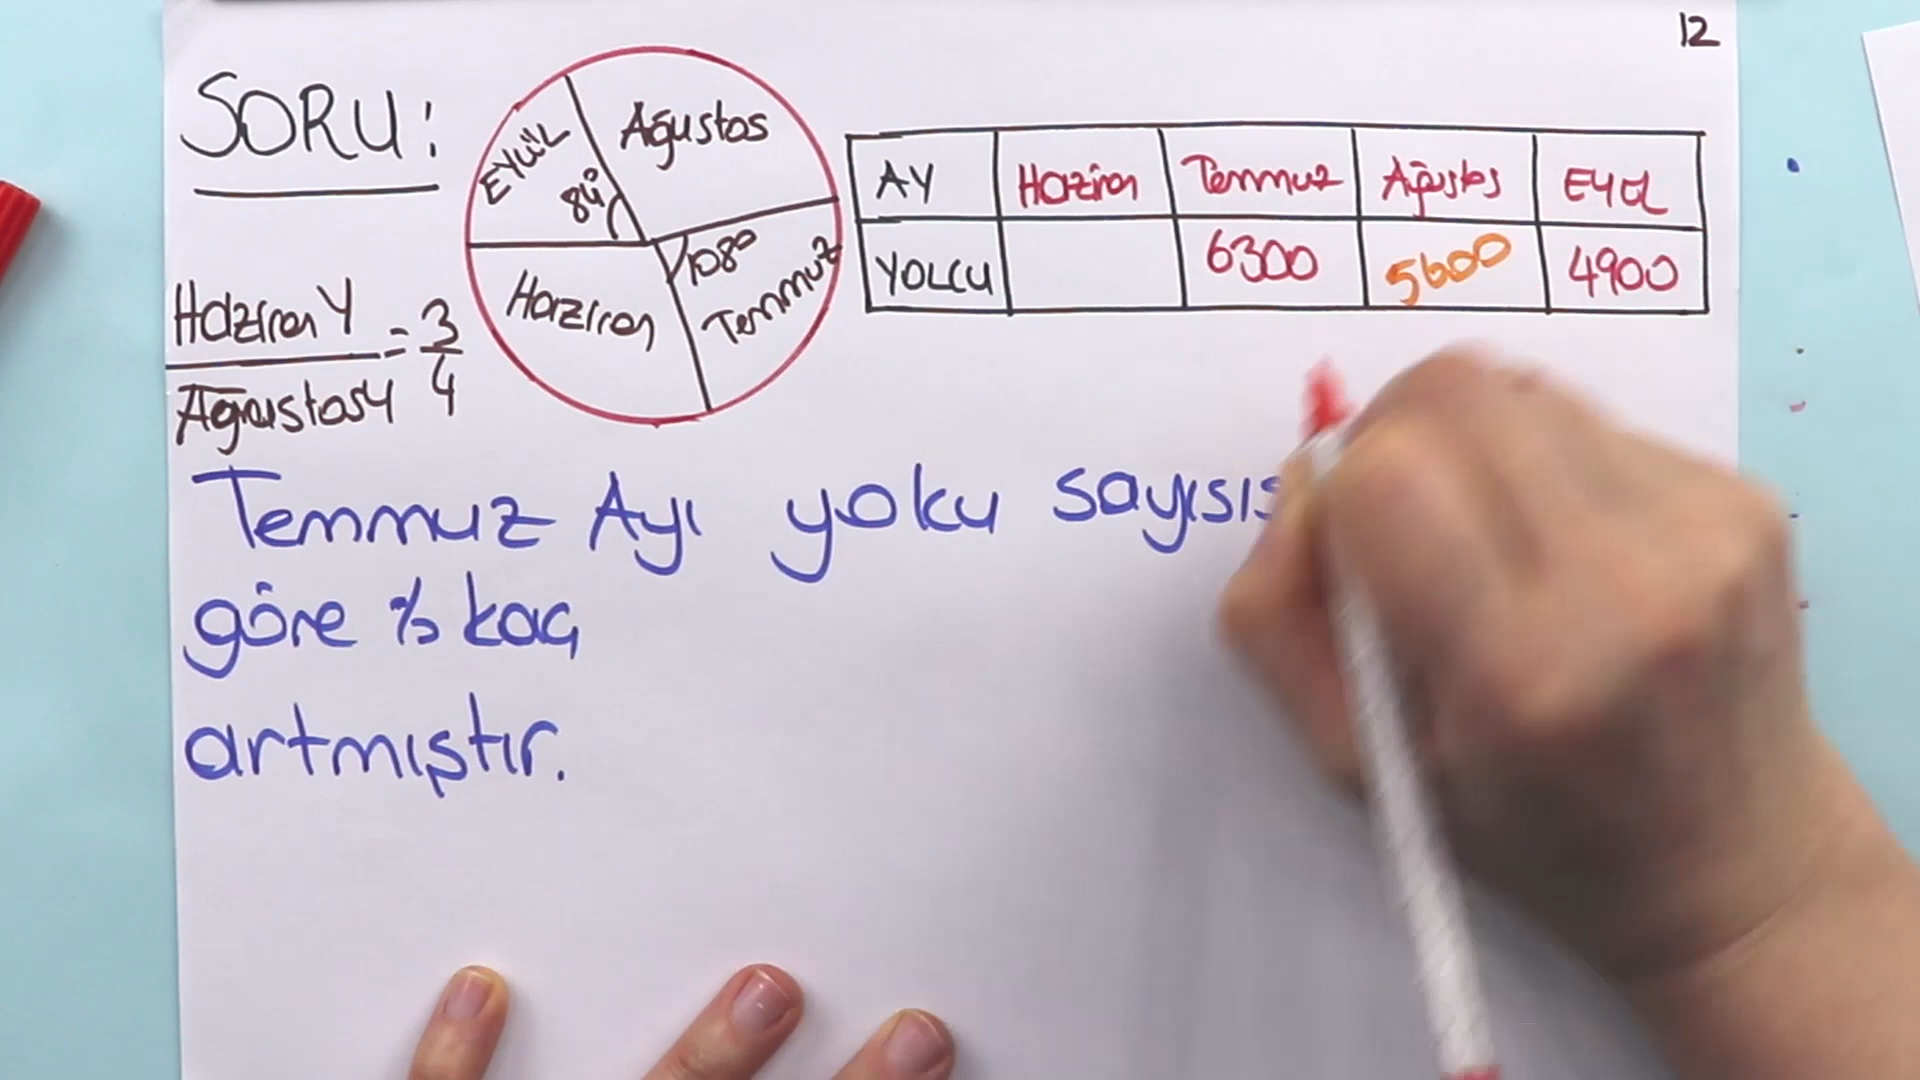 12
SORU:
EYLÜL
Ağustos
84°
108°
Temmuz
Haziran
Haziran Y
Ağustos Y
= 3
4
AY Haziran Temmuz Ağustos EYLÜL
YOLCU 6300 5600 4900
Temmuz Ayı yolcu
göre % kaç
artmıştır.